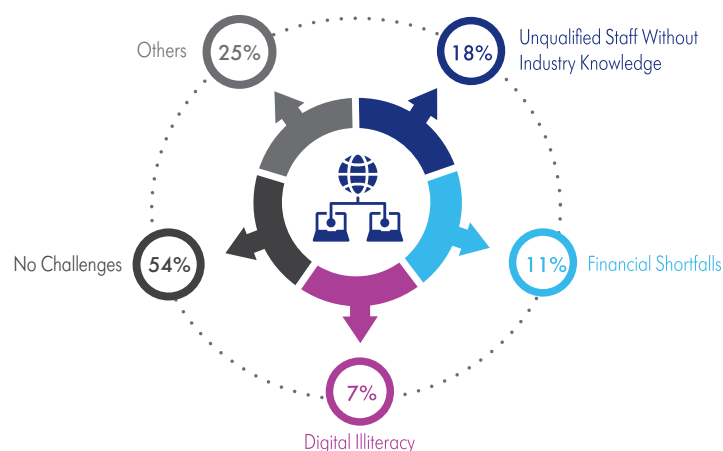 Others
25%
18%
Unqualified Staff Without
Industry Knowledge
No Challenges
54%
11%
Financial Shortfalls
7%
Digital Illiteracy